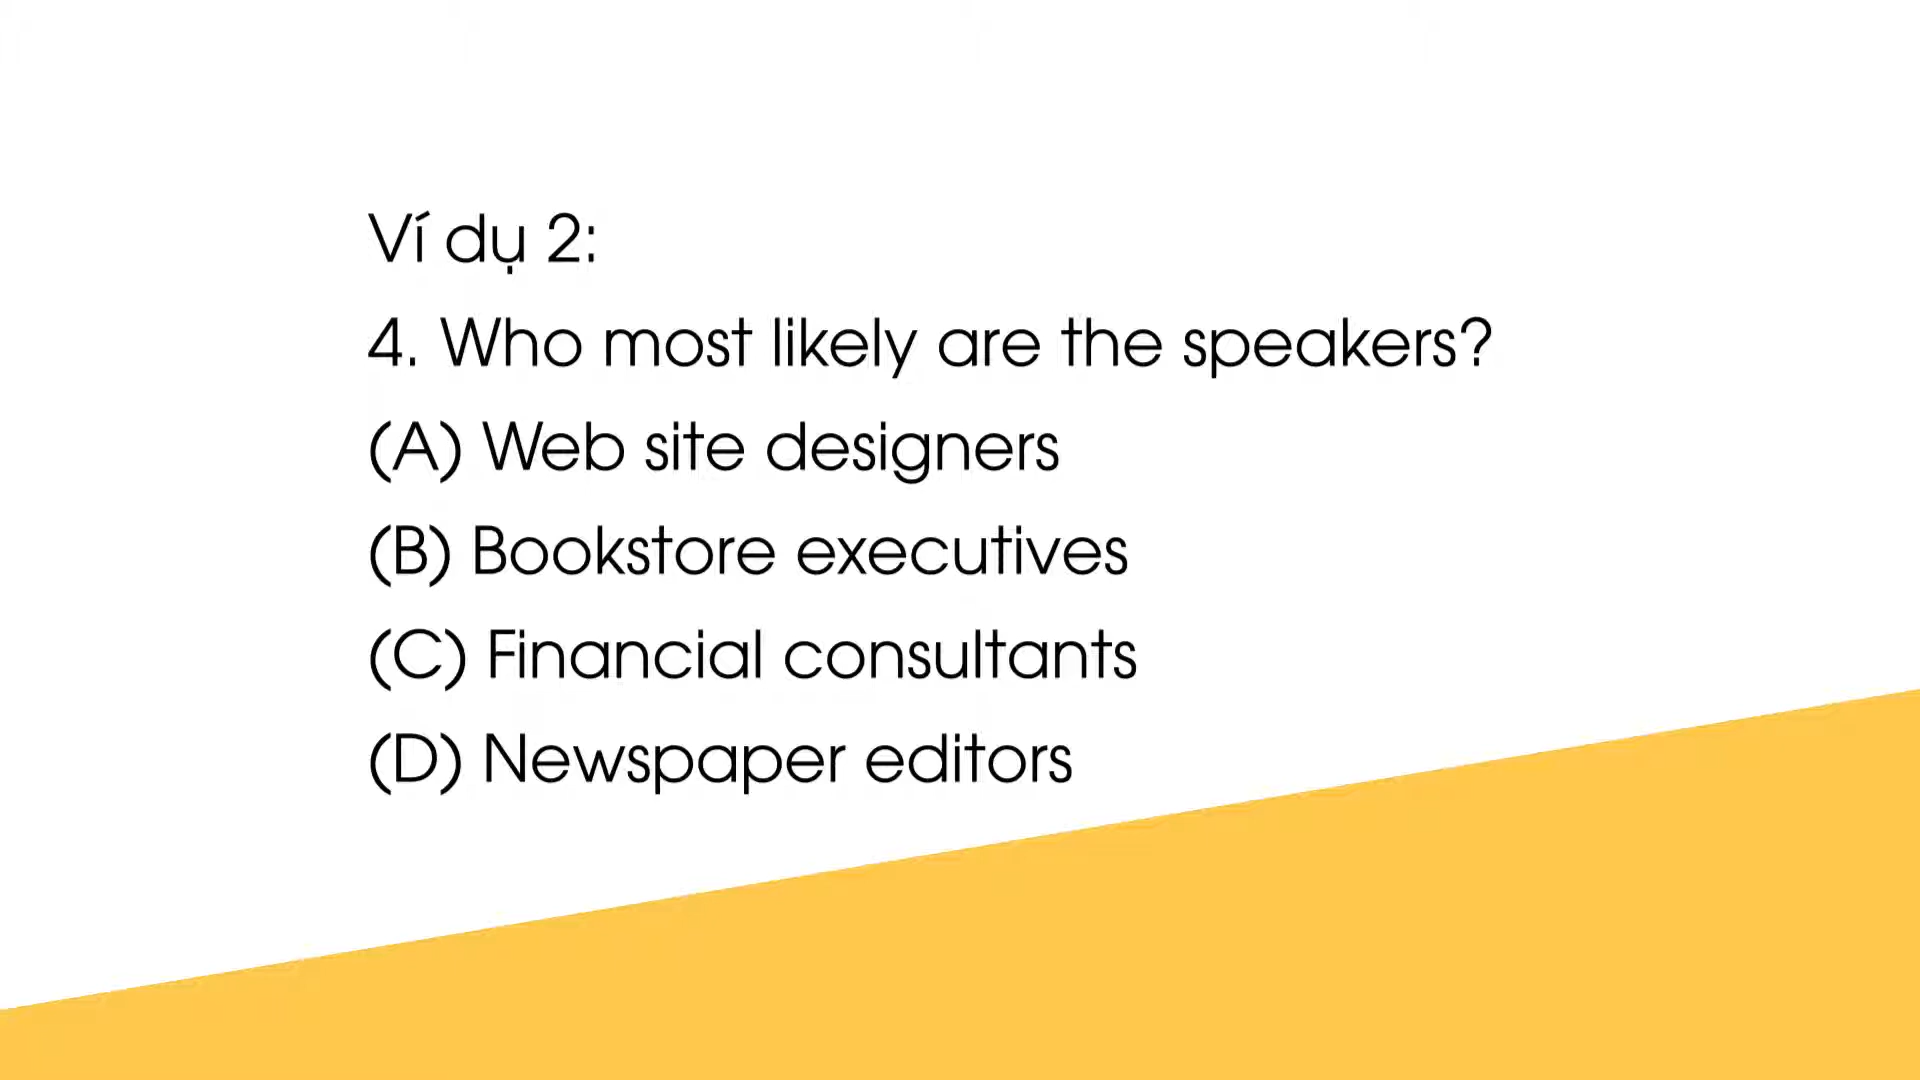 Ví dụ 2:
4. Who most likely are the speakers?
(A) Web site designers
(B) Bookstore executives
(C) Financial consultants
(D) Newspaper editors